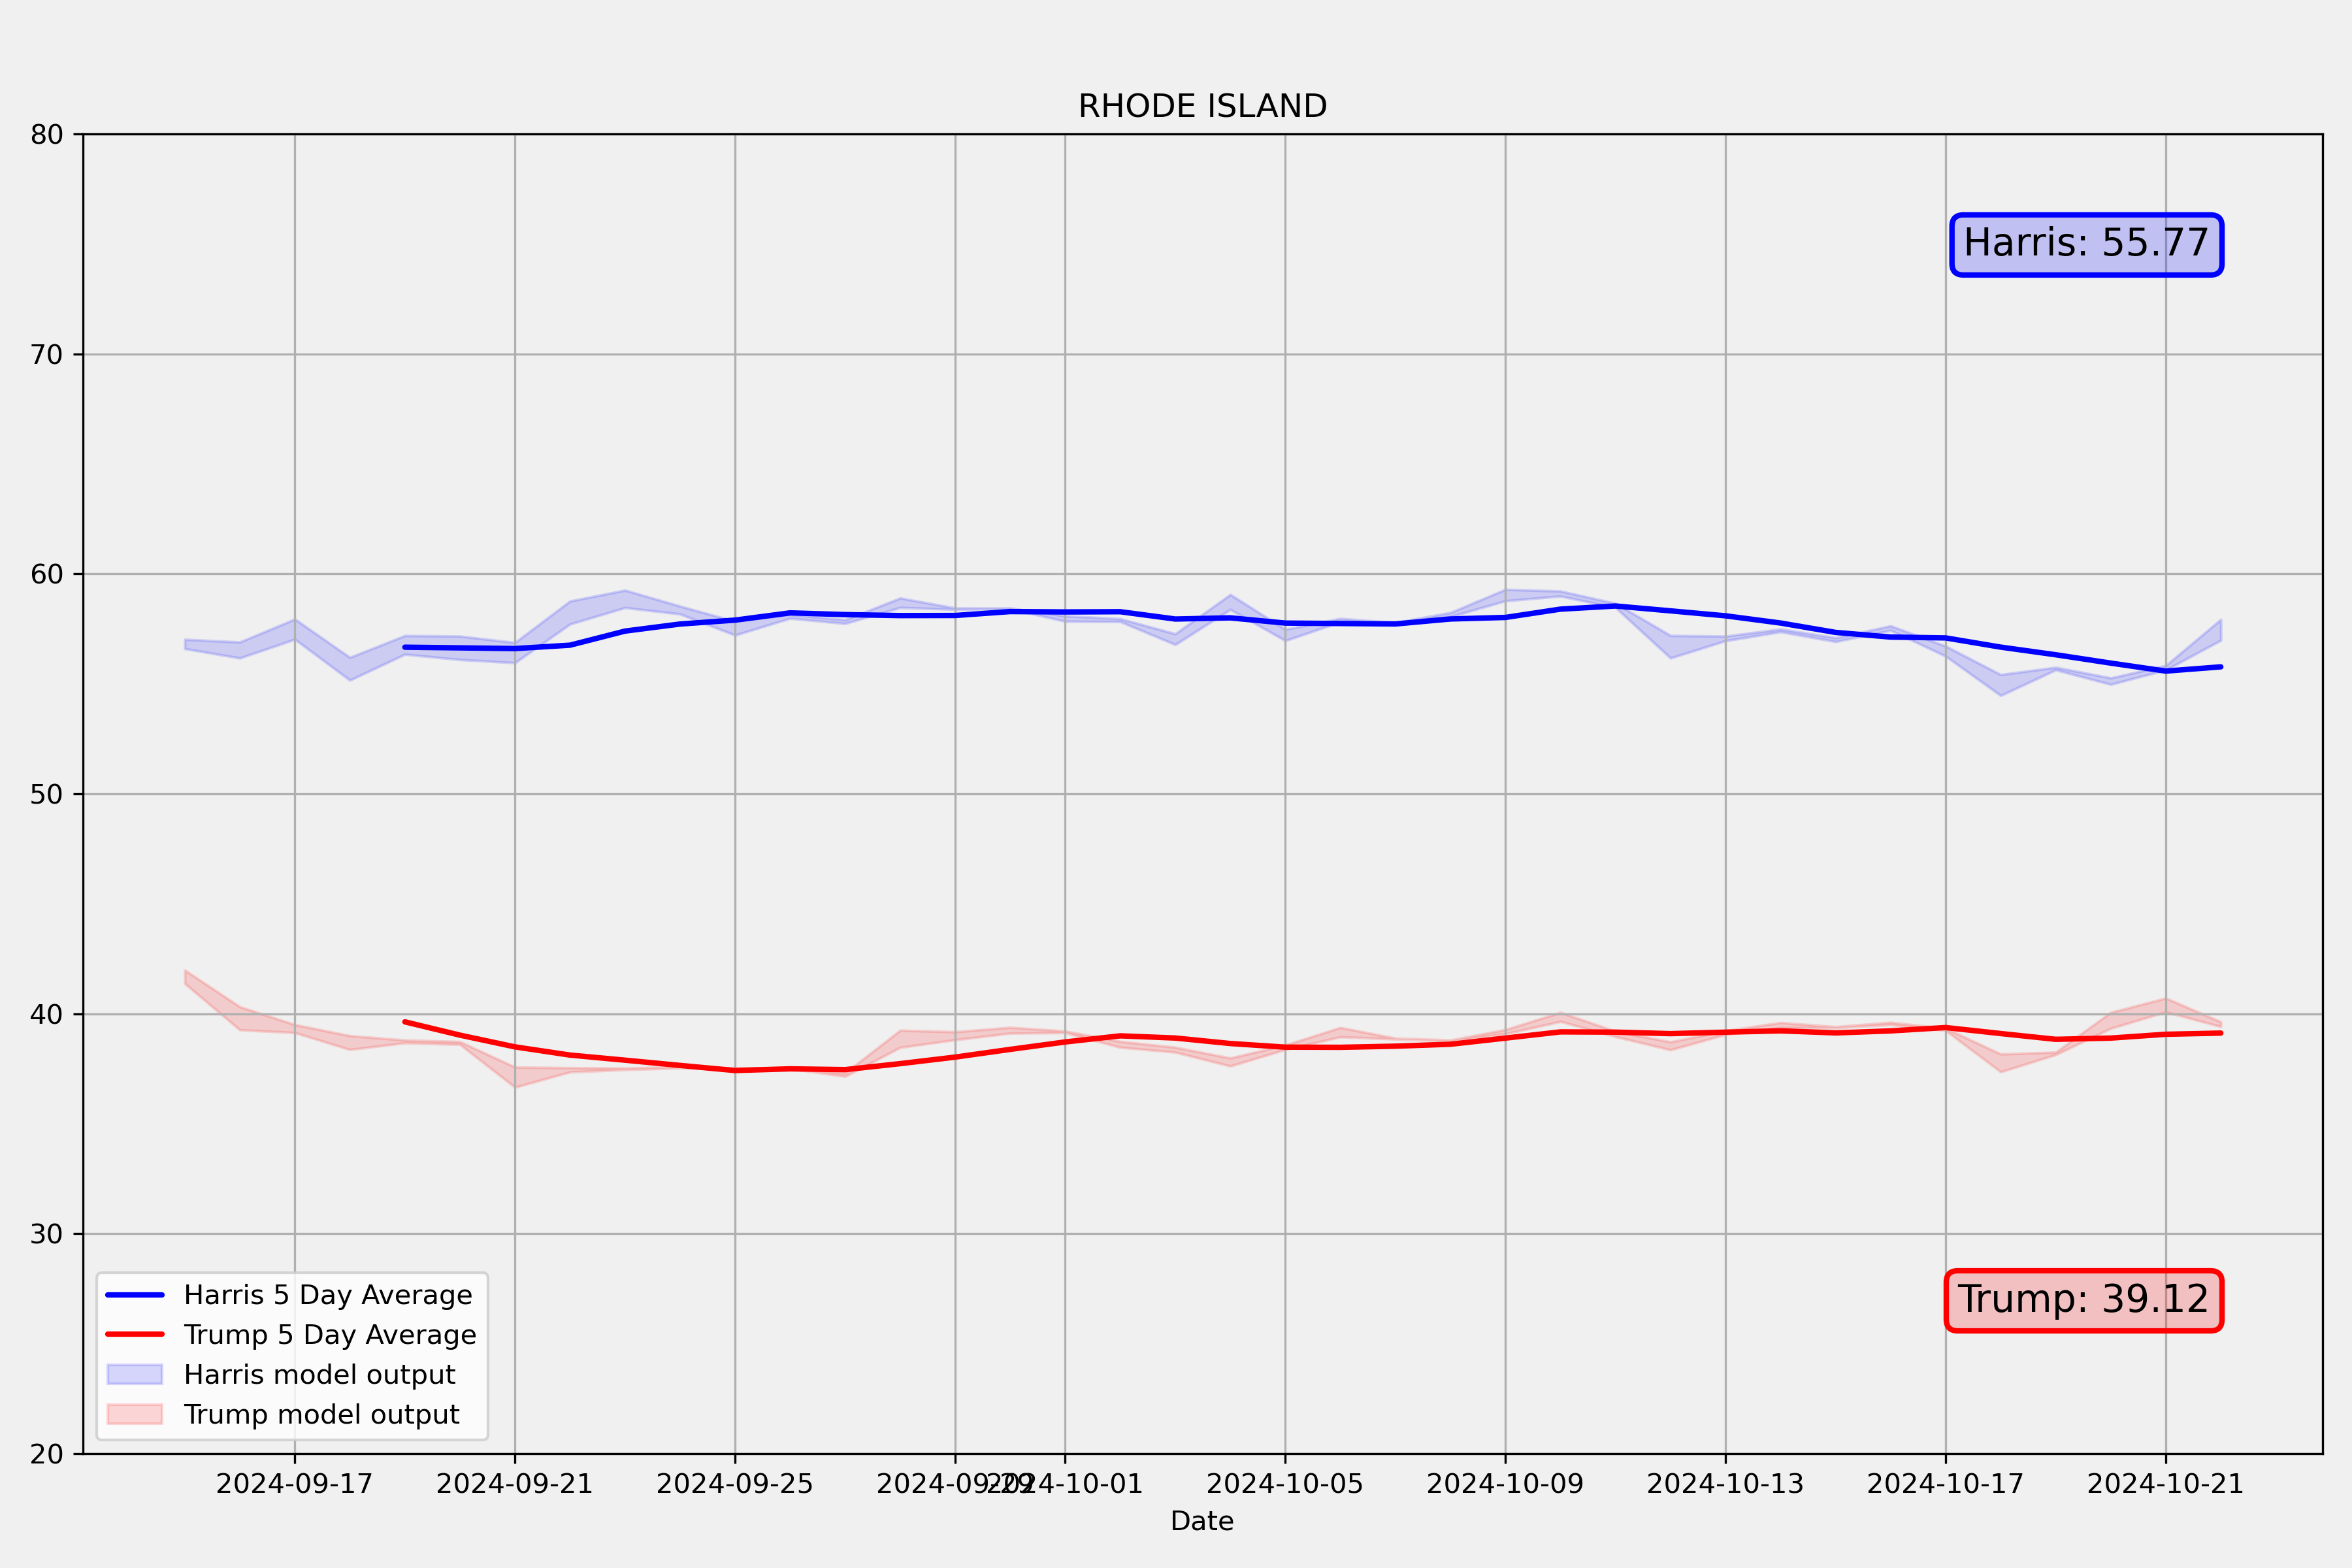 RHODE ISLAND
80
70
60
50
40
30
20
Harris: 55.77
Trump: 39.12
Harris 5 Day Average
Trump 5 Day Average
Harris model output
Trump model output
2024-09-17 2024-09-21 2024-09-25 2024-09-29 2024-10-01 2024-10-05 2024-10-09 2024-10-13 2024-10-17 2024-10-21
Date